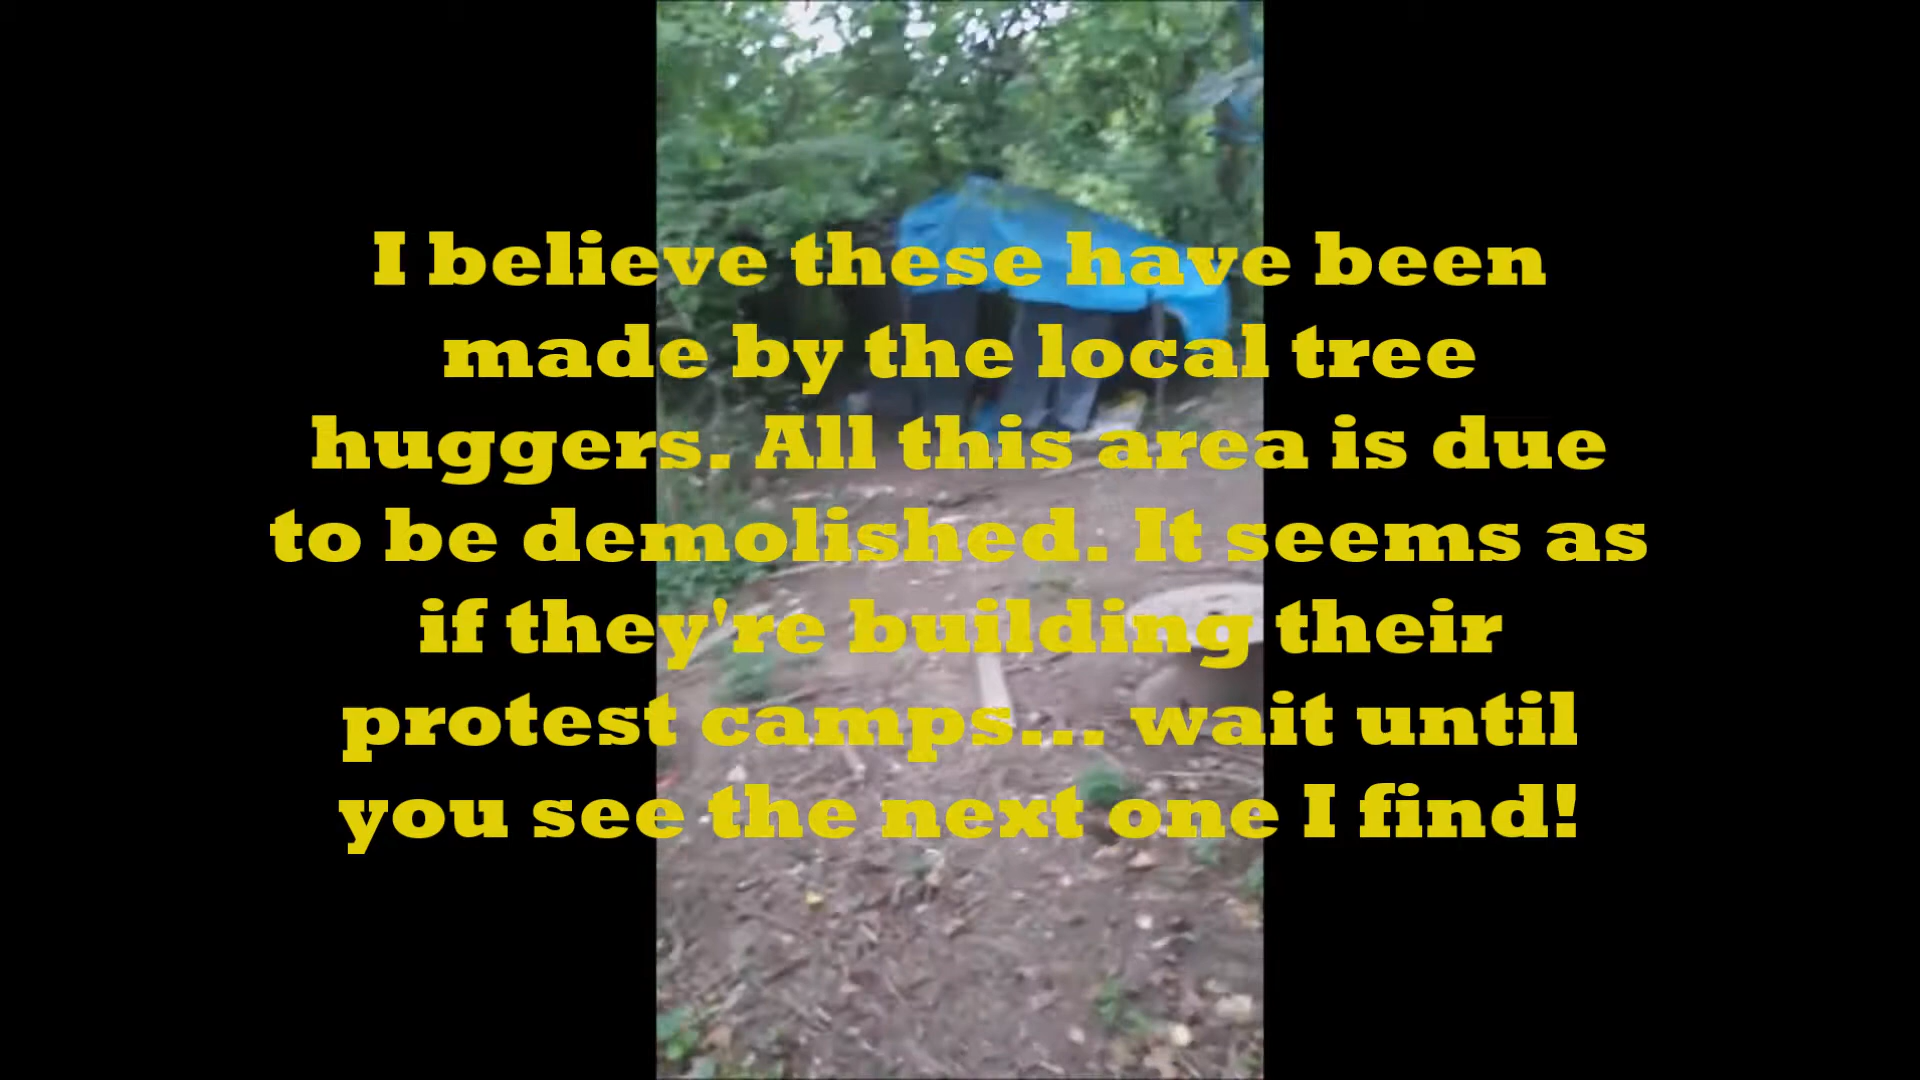 I believe these have been
made by the local tree
huggers. All this area is due
to be demolished. It seems as
if they're building their
protest camps... wait until
you see the next one I find!